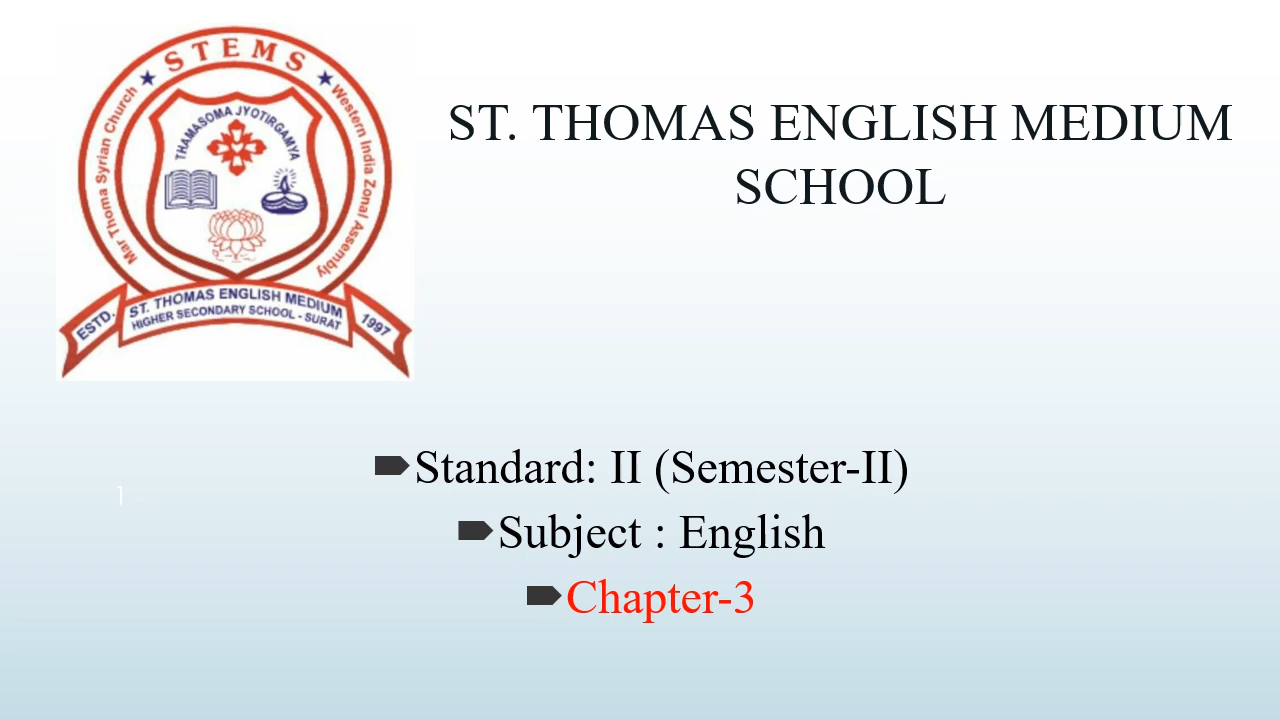 STEMS
Mar Thoma Syrian Church
Western India Zonal Assembly
THAMASOMA JYOTIRGAMYA
ESTD.
ST. THOMAS ENGLISH MEDIUM
HIGHER SECONDARY SCHOOL - SURAT
1997
ST. THOMAS ENGLISH MEDIUM
SCHOOL
Standard: II (Semester-II)
1
Subject : English
Chapter-3